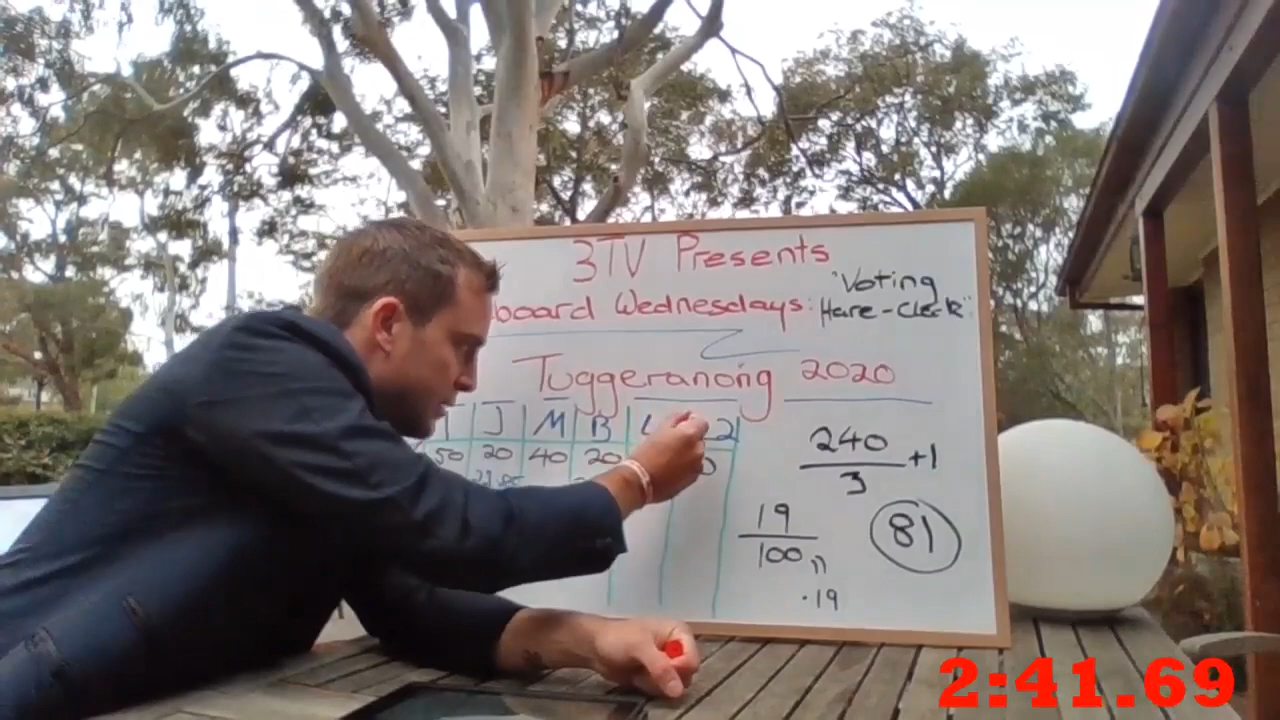 3TV Presents
board Wednesdays: "Voting Hare-Clerk"
Tuggeranong 2020
T J M B L 2
50 20 40 20
240
3
+1
19
100
81
.19
2:41.69